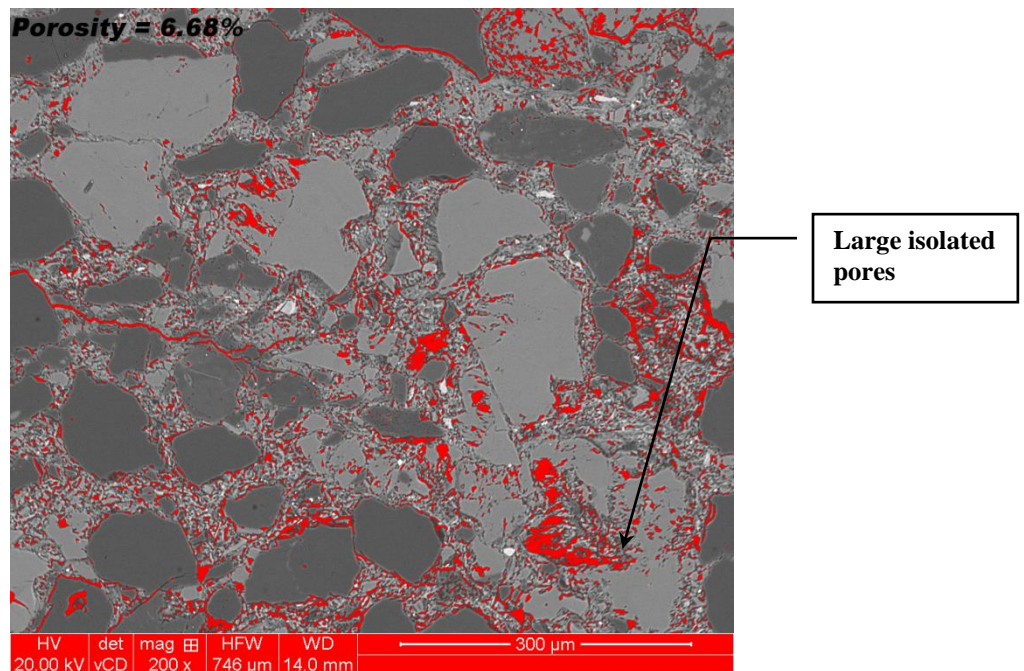 Porosity = 6.68%
Large isolated
pores
HV det mag ⊞ HFW WD
300 µm
20.00 kV vCD 200 x 746 µm 14.0 mm